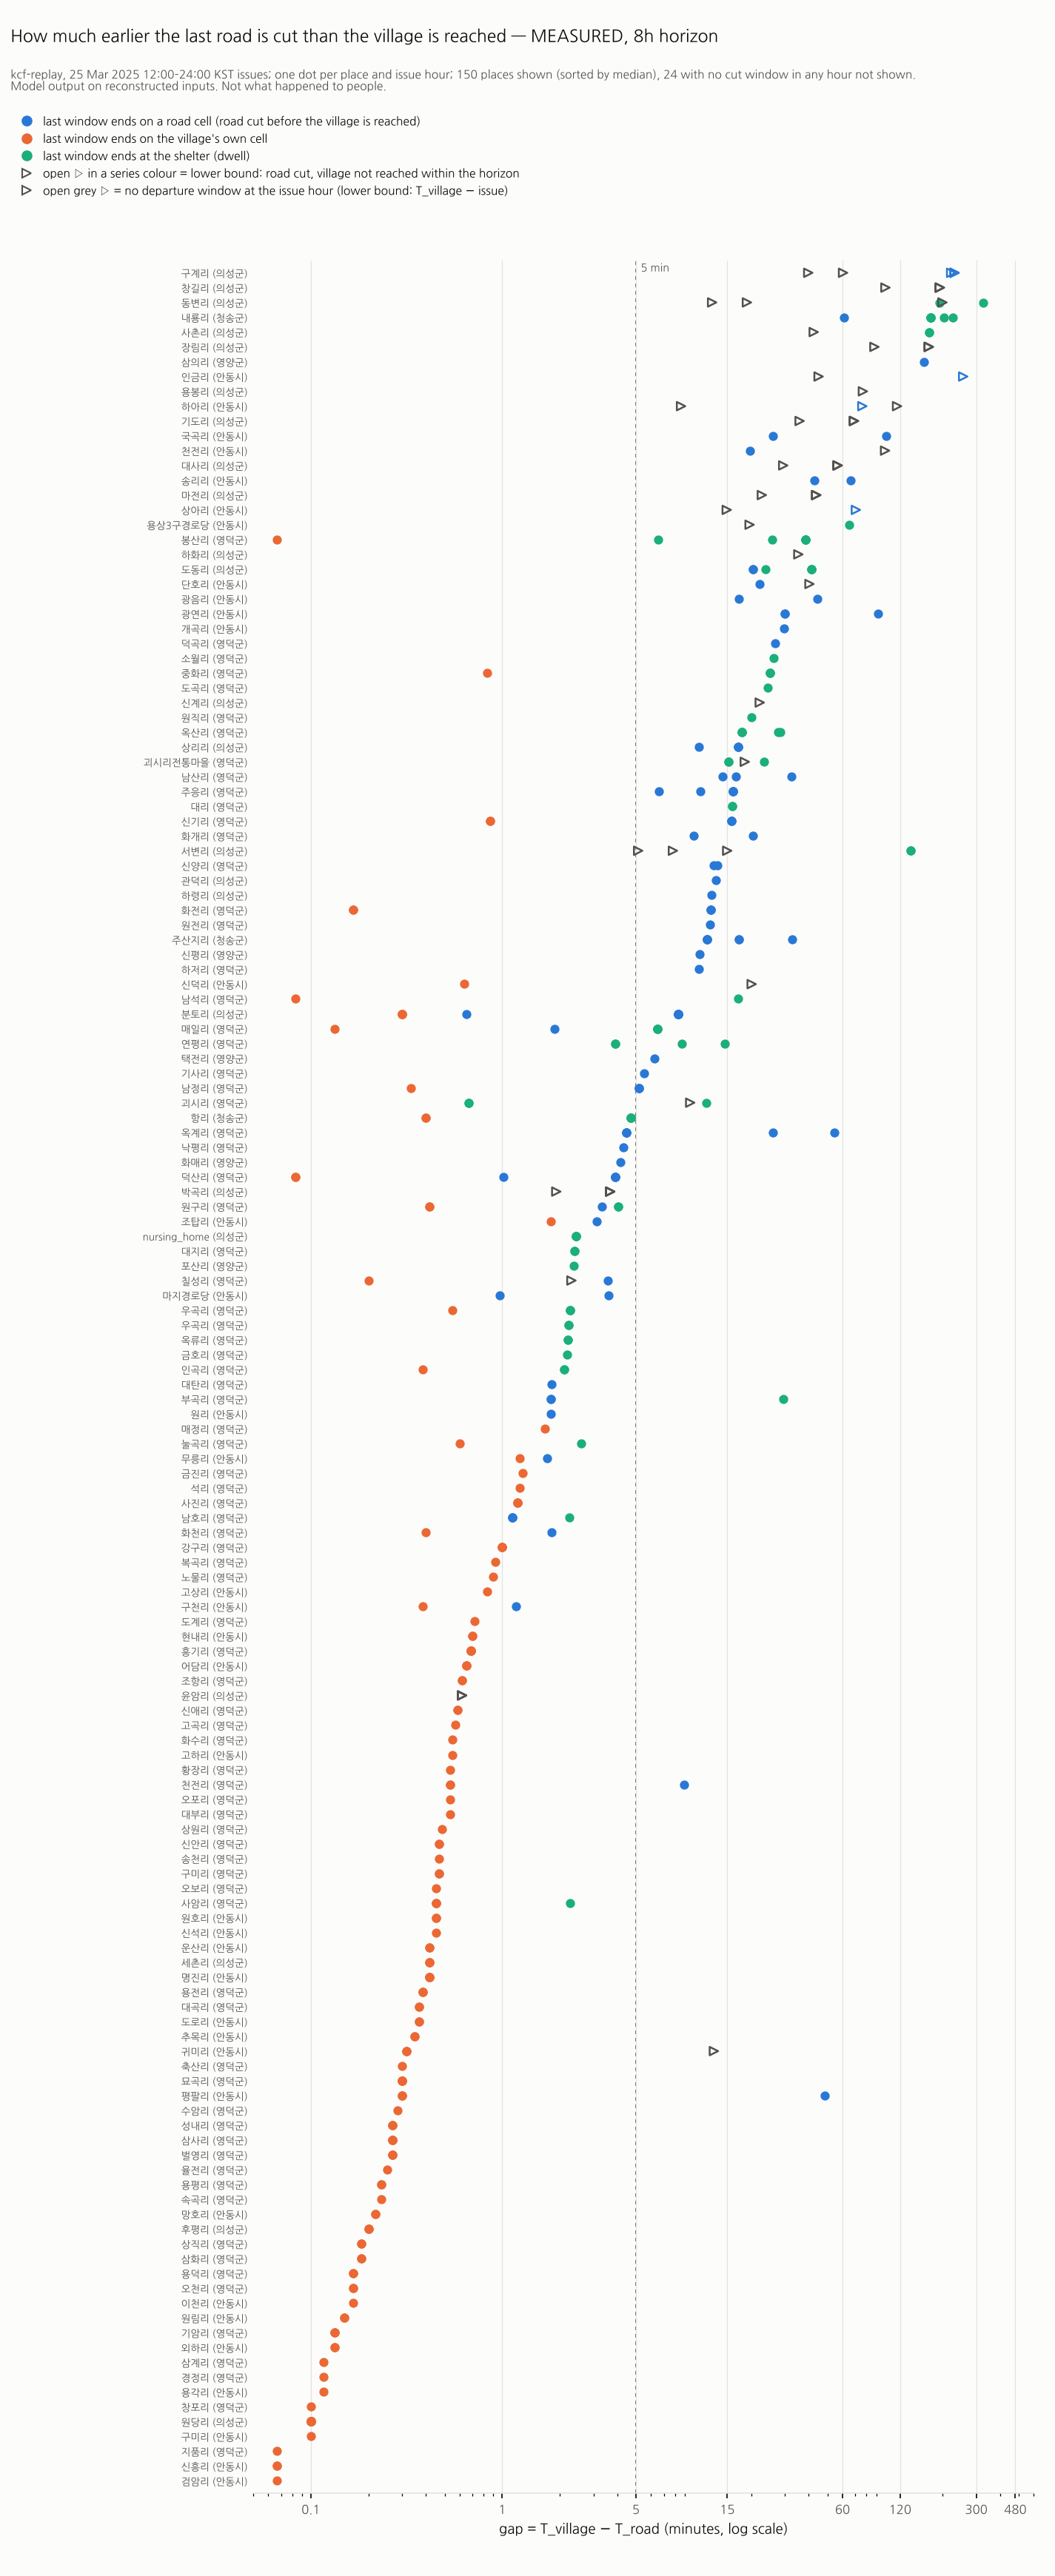 How much earlier the last road is cut than the village is reached — MEASURED, 8h horizon
kcf-replay, 25 Mar 2025 12:00-24:00 KST issues; one dot per place and issue hour; 150 places shown (sorted by median), 24 with no cut window in any hour not shown.
Model output on reconstructed inputs. Not what happened to people.
last window ends on a road cell (road cut before the village is reached)
last window ends on the village's own cell
last window ends at the shelter (dwell)
open ▷ in a series colour = lower bound: road cut, village not reached within the horizon
open grey ▷ = no departure window at the issue hour (lower bound: T_village − issue)
5 min
구계리 (의성군)
창길리 (의성군)
동변리 (의성군)
내룡리 (청송군)
사촌리 (의성군)
장림리 (의성군)
삼의리 (영양군)
인금리 (안동시)
용봉리 (의성군)
하아리 (안동시)
기도리 (의성군)
국곡리 (안동시)
천전리 (안동시)
대사리 (의성군)
송리리 (안동시)
마전리 (의성군)
상아리 (안동시)
용상3구경로당 (안동시)
봉산리 (영덕군)
하화리 (의성군)
도동리 (의성군)
단호리 (안동시)
광음리 (안동시)
광연리 (안동시)
개곡리 (안동시)
덕곡리 (영덕군)
소월리 (영덕군)
중화리 (영덕군)
도곡리 (영덕군)
신계리 (의성군)
원직리 (영덕군)
옥산리 (영덕군)
상리리 (의성군)
괴시리전통마을 (영덕군)
남산리 (영덕군)
주응리 (영덕군)
대리 (영덕군)
신기리 (영덕군)
화개리 (영덕군)
서변리 (의성군)
신양리 (영덕군)
관덕리 (의성군)
하령리 (의성군)
화전리 (영덕군)
원전리 (영덕군)
주산지리 (청송군)
신평리 (영양군)
하저리 (영덕군)
신덕리 (안동시)
남석리 (영덕군)
분토리 (의성군)
매일리 (영덕군)
연평리 (영덕군)
택전리 (영양군)
기사리 (영덕군)
남정리 (영덕군)
괴시리 (영덕군)
항리 (청송군)
옥계리 (영덕군)
낙평리 (영덕군)
화매리 (영양군)
덕산리 (영덕군)
박곡리 (의성군)
원구리 (영덕군)
조탑리 (안동시)
nursing_home (의성군)
대지리 (영덕군)
포산리 (영양군)
칠성리 (영덕군)
마지경로당 (안동시)
우곡리 (영덕군)
우곡리 (영덕군)
옥류리 (영덕군)
금호리 (영덕군)
인곡리 (영덕군)
대탄리 (영덕군)
부곡리 (영덕군)
원리 (안동시)
매정리 (영덕군)
눌곡리 (영덕군)
무릉리 (안동시)
금진리 (영덕군)
석리 (영덕군)
사진리 (영덕군)
남호리 (영덕군)
화천리 (영덕군)
강구리 (영덕군)
복곡리 (영덕군)
노물리 (영덕군)
고상리 (안동시)
구천리 (안동시)
도계리 (영덕군)
현내리 (안동시)
흥기리 (영덕군)
어담리 (안동시)
조항리 (영덕군)
윤암리 (의성군)
신애리 (영덕군)
고곡리 (영덕군)
화수리 (영덕군)
고하리 (안동시)
황장리 (영덕군)
천전리 (영덕군)
오포리 (영덕군)
대부리 (영덕군)
상원리 (영덕군)
신안리 (영덕군)
송천리 (영덕군)
구미리 (영덕군)
오보리 (영덕군)
사암리 (영덕군)
원호리 (안동시)
신석리 (안동시)
운산리 (안동시)
세촌리 (의성군)
명진리 (안동시)
용전리 (영덕군)
대곡리 (영덕군)
도로리 (안동시)
추목리 (안동시)
귀미리 (안동시)
축산리 (영덕군)
묘곡리 (영덕군)
평팔리 (안동시)
수암리 (영덕군)
성내리 (영덕군)
삼사리 (영덕군)
벌영리 (영덕군)
율전리 (영덕군)
용평리 (영덕군)
속곡리 (영덕군)
망호리 (안동시)
후평리 (의성군)
상직리 (영덕군)
삼화리 (영덕군)
용덕리 (영덕군)
오천리 (영덕군)
이천리 (안동시)
원림리 (안동시)
기암리 (영덕군)
외하리 (안동시)
삼계리 (영덕군)
경정리 (영덕군)
용각리 (안동시)
창포리 (영덕군)
원당리 (의성군)
구미리 (안동시)
지품리 (영덕군)
신흥리 (안동시)
검암리 (안동시)
0.1 1 5 15 60 120 300 480
gap = T_village − T_road (minutes, log scale)